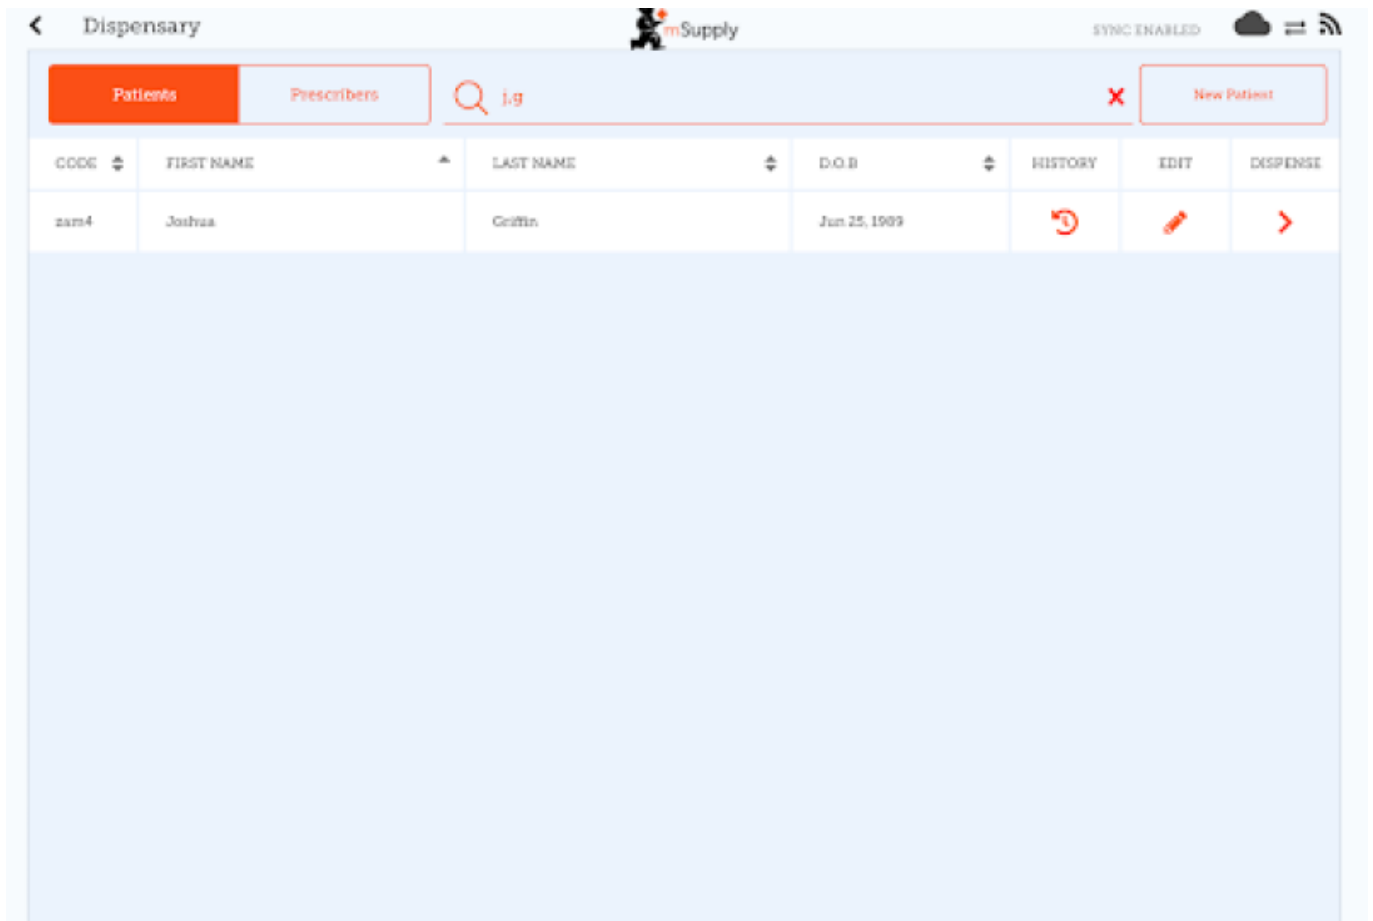 Dispensary mSupply SYNC ENABLED
Patients Prescribers j,g New Patient
CODE FIRST NAME LAST NAME D.O.B HISTORY EDIT DISPENSE
zam4 Joshua Griffin Jun 25, 1989